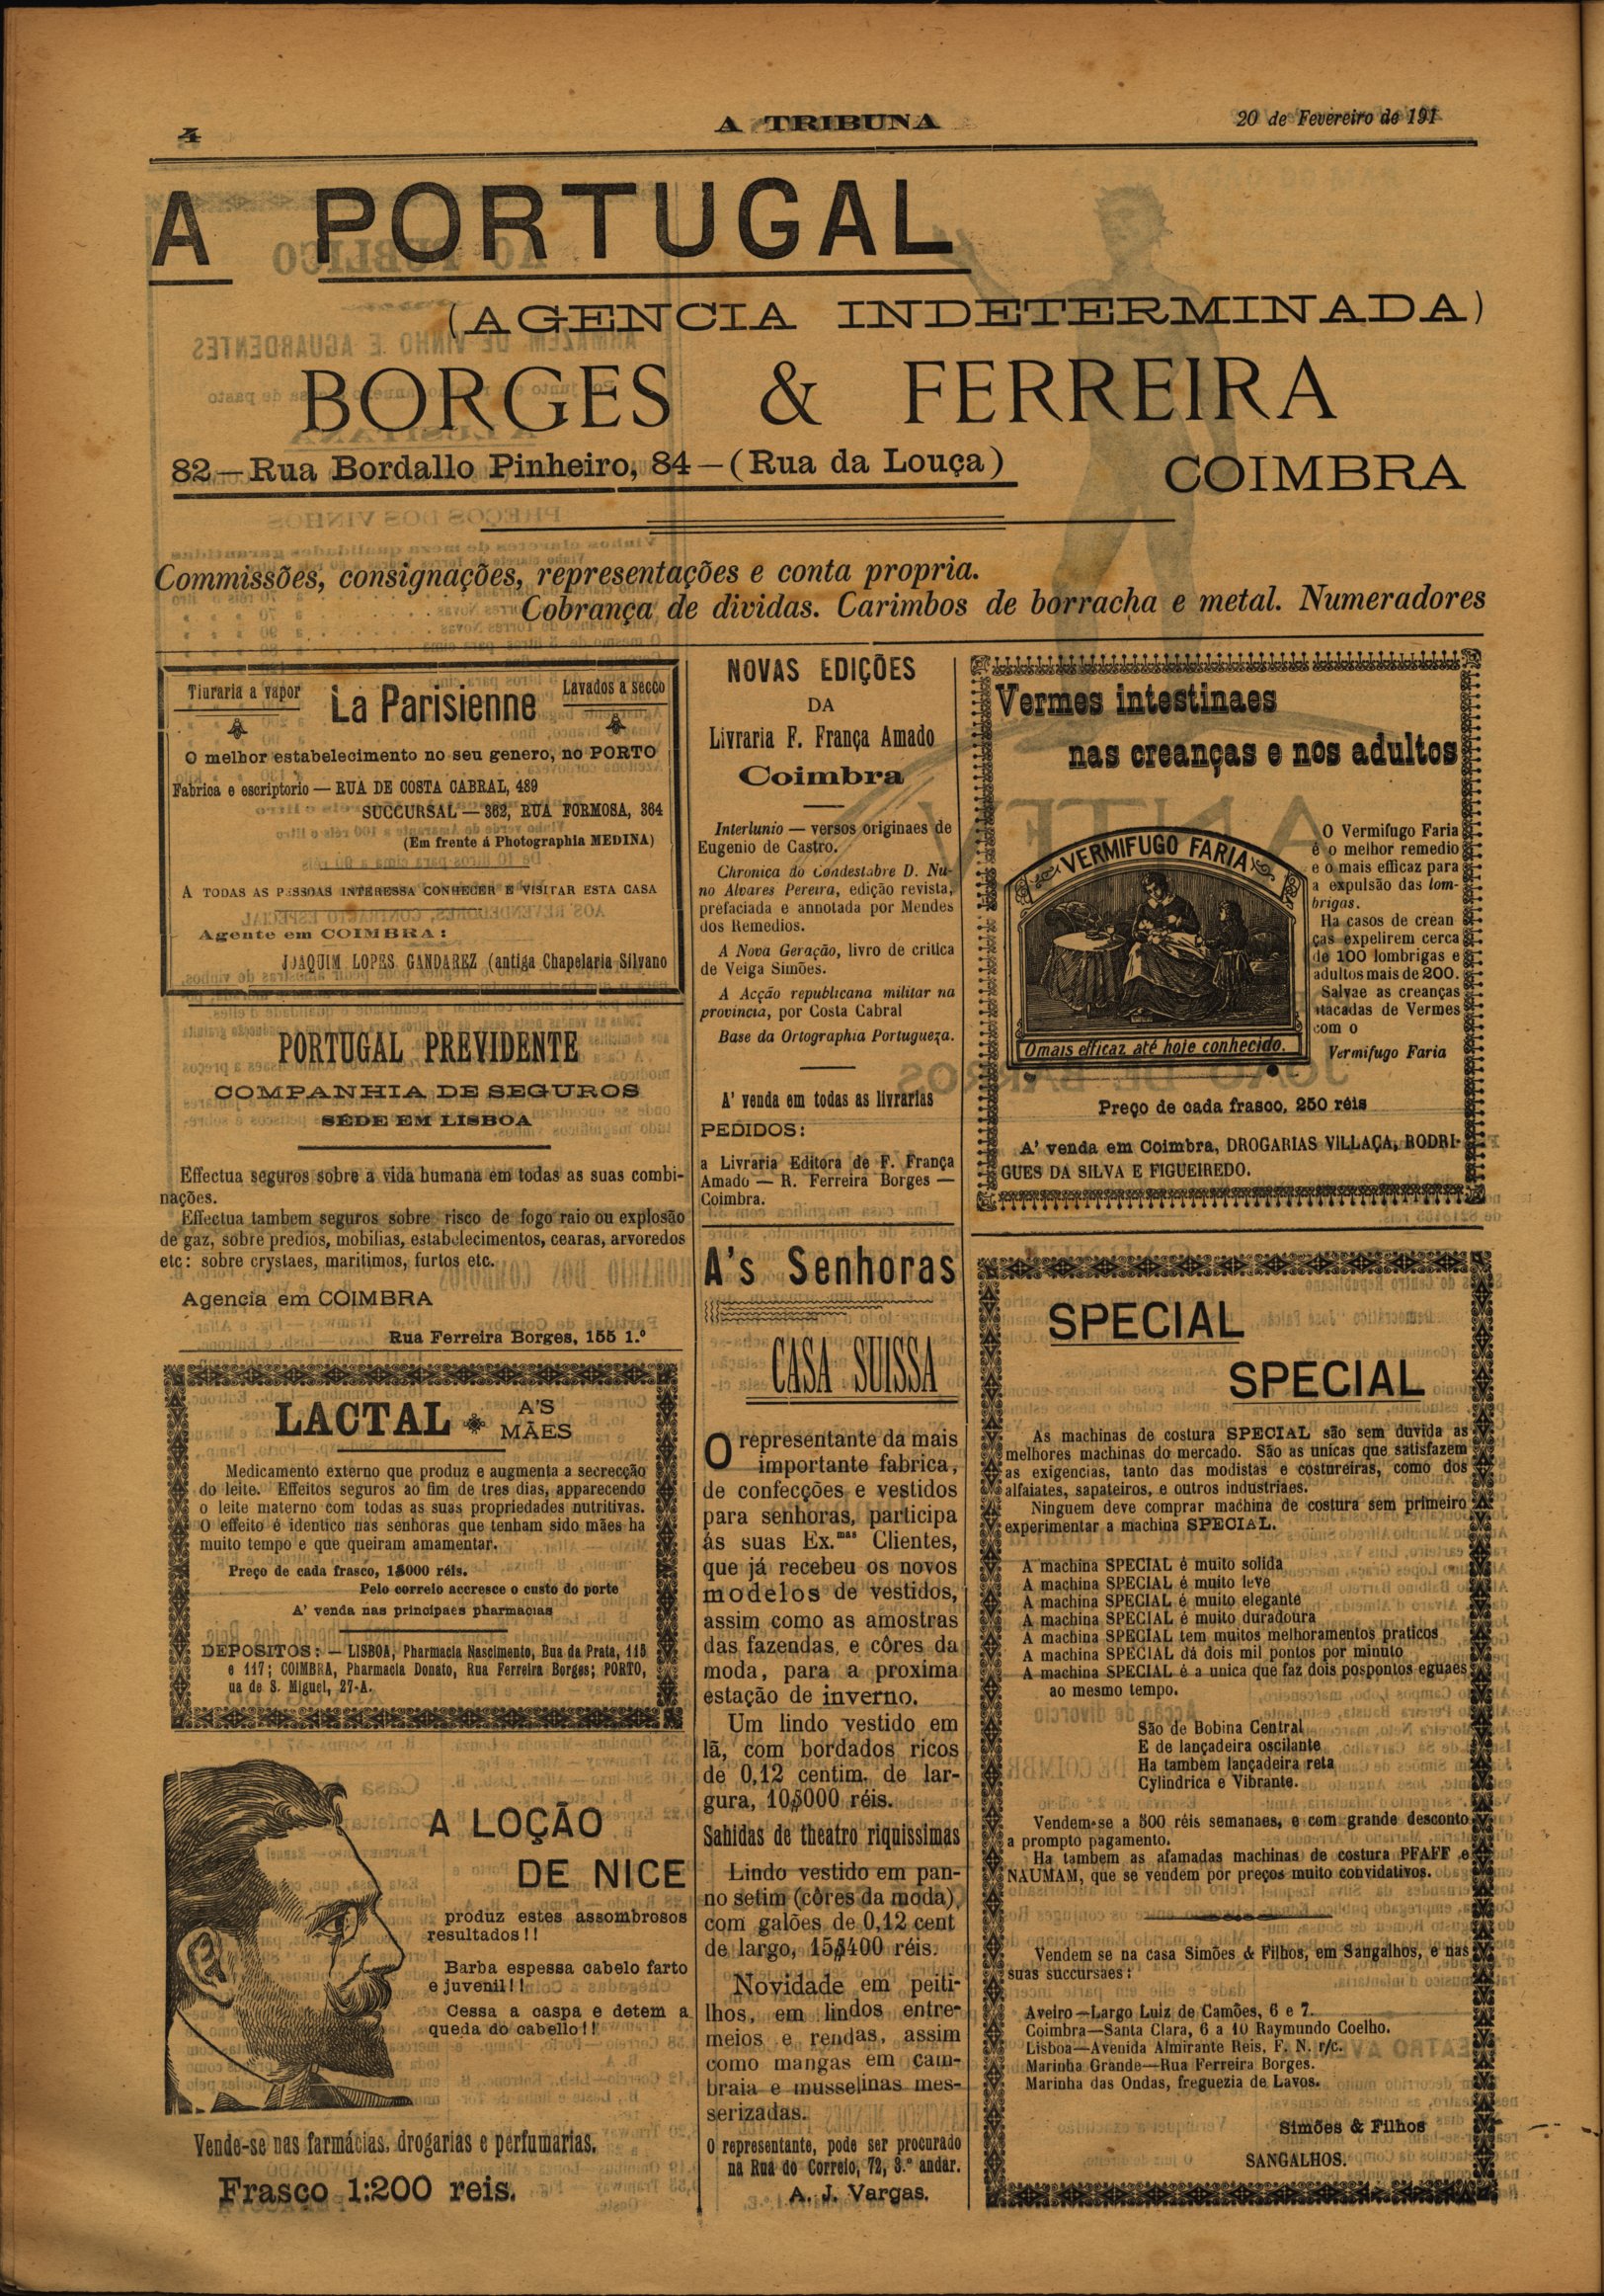 4
A TRIBUNA
20 de Fevereiro de 191
A PORTUGAL
(AGENCIA INDETERMINADA)
BORGES & FERREIRA
82—Rua Bordallo Pinheiro, 84—(Rua da Louça)
COIMBRA
Commissões, consignações, representações e conta propria.
Cobrança de dividas. Carimbos de borracha e metal. Numeradores
Tinraria a vapor
La Parisienne
Lavados a secco
O melhor estabelecimento no seu genero, no PORTO
Fabrica e escriptorio — RUA DE COSTA CABRAL, 489
SUCCURSAL — 362, RUA FORMOSA, 364
(Em frente á Photographia MEDINA)
A TODAS AS PESSOAS INTERESSA CONHECER E VISITAR ESTA CASA
Agente em COIMBRA:
JOAQUIM LOPES GANDAREZ (antiga Chapelaria Silvano
PORTUGAL PREVIDENTE
COMPANHIA DE SEGUROS
SÉDE EM LISBOA
Effectua seguros sobre a vida humana em todas as suas combi-
nações.
Effectua tambem seguros sobre risco de fogo raio ou explosão
de gaz, sobre predios, mobilias, estabelecimentos, cearas, arvoredos
etc: sobre crystaes, maritimos, furtos etc.
Agencia em COIMBRA
Rua Ferreira Borges, 155 1.º
LACTAL A'S
MÃES
Medicamento externo que produz e augmenta a secrecção
do leite. Effeitos seguros ao fim de tres dias, apparecendo
o leite materno com todas as suas propriedades nutritivas.
O effeito é identico nas senhoras que tenham sido mães ha
muito tempo e que queiram amamentar.
Preço de cada frasco, 1$000 réis.
Pelo correio accresce o custo do porte
A' venda nas principaes pharmacias
DEPOSITOS: — LISBOA, Pharmacia Nascimento, Bua da Prata, 115
e 117; COIMBRA, Pharmacia Donato, Rua Ferreira Borges; PORTO,
ua de S. Miguel, 27-A.
A LOÇÃO
DE NICE
produz estes assombrosos
resultados!!
Barba espessa cabelo farto
e juvenil!!
Cessa a caspa e detem a
queda do cabello!!
Vende-se nas farmácias, drogarias e perfumarias.
Frasco 1:200 reis.
NOVAS EDIÇÕES
DA
Livraria F. França Amado
Coimbra
Interlunio — versos originaes de
Eugenio de Castro.
Chronica do Condestabre D. Nu-
no Alvares Pereira, edição revista,
prefaciada e annotada por Mendes
dos Remedios.
A Nova Geração, livro de critica
de Veiga Simões.
A Acção republicana militar na
provincia, por Costa Cabral
Base da Ortographia Portugueza.
A' venda em todas as livrarias
PEDIDOS:
a Livraria Editora de F. França
Amado — R. Ferreira Borges —
Coimbra.
A's Senhoras
CASA SUISSA
O representante da mais
importante fabrica,
de confecções e vestidos
para senhoras, participa
ás suas Ex.mas Clientes,
que já recebeu os novos
modelos de vestidos,
assim como as amostras
das fazendas, e côres da
moda, para a proxima
estação de inverno.
Um lindo vestido em
lã, com bordados ricos
de 0,12 centim. de lar-
gura, 10$000 réis.
Sahidas de theatro riquissimas
Lindo vestido em pan-
no setim (côres da moda),
com galões de 0,12 cent
de largo, 15$400 réis.
Novidade em peiti-
lhos, em lindos entre-
meios e rendas, assim
como mangas em cam-
braia e musselinas mes-
serizadas.
O representante, pode ser procurado
na Rua do Correio, 72, 3.º andar.
A. J. Vargas.
Vermes intestinaes
nas creanças e nos adultos
VERMIFUGO FARIA
O mais efficaz até hoje conhecido.
O Vermifugo Faria
é o melhor remedio
e o mais efficaz para
a expulsão das lom-
brigas.
Ha casos de crean
ças expelirem cerca
de 100 lombrigas e
adultos mais de 200.
Salvae as creanças
atacadas de Vermes
com o
Vermifugo Faria
Preço de cada frasco, 250 réis
A' venda em Coimbra, DROGARIAS VILLAÇA, RODRI-
GUES DA SILVA E FIGUEIREDO.
SPECIAL
SPECIAL
As machinas de costura SPECIAL são sem duvida as
melhores machinas do mercado. São as unicas que satisfazem
as exigencias, tanto das modistas e costureiras, como dos
alfaiates, sapateiros, e outros industriaes.
Ninguem deve comprar machina de costura sem primeiro
experimentar a machina SPECIAL.
A machina SPECIAL é muito solida
A machina SPECIAL é muito leve
A machina SPECIAL é muito elegante
A machina SPECIAL é muito duradoura
A machina SPECIAL tem muitos melhoramentos praticos
A machina SPECIAL dá dois mil pontos por minuto
A machina SPECIAL é a unica que faz dois pospontos eguaes
ao mesmo tempo.
São de Bobina Central
E de lançadeira oscilante
Ha tambem lançadeira reta
Cylindrica e Vibrante.
Vendem-se a 500 réis semanaes, e com grande desconto
a prompto pagamento.
Ha tambem as afamadas machinas de costura PFAFF e
NAUMAM, que se vendem por preços muito convidativos.
Vendem se na casa Simões & Filhos, em Sangalhos, e nas
suas succursaes:
Aveiro—Largo Luiz de Camões, 6 e 7.
Coimbra—Santa Clara, 6 a 10 Raymundo Coelho.
Lisboa—Avenida Almirante Reis, F. N. r/c.
Marinha Grande—Rua Ferreira Borges.
Marinha das Ondas, freguezia de Lavos.
Simões & Filhos
SANGALHOS.